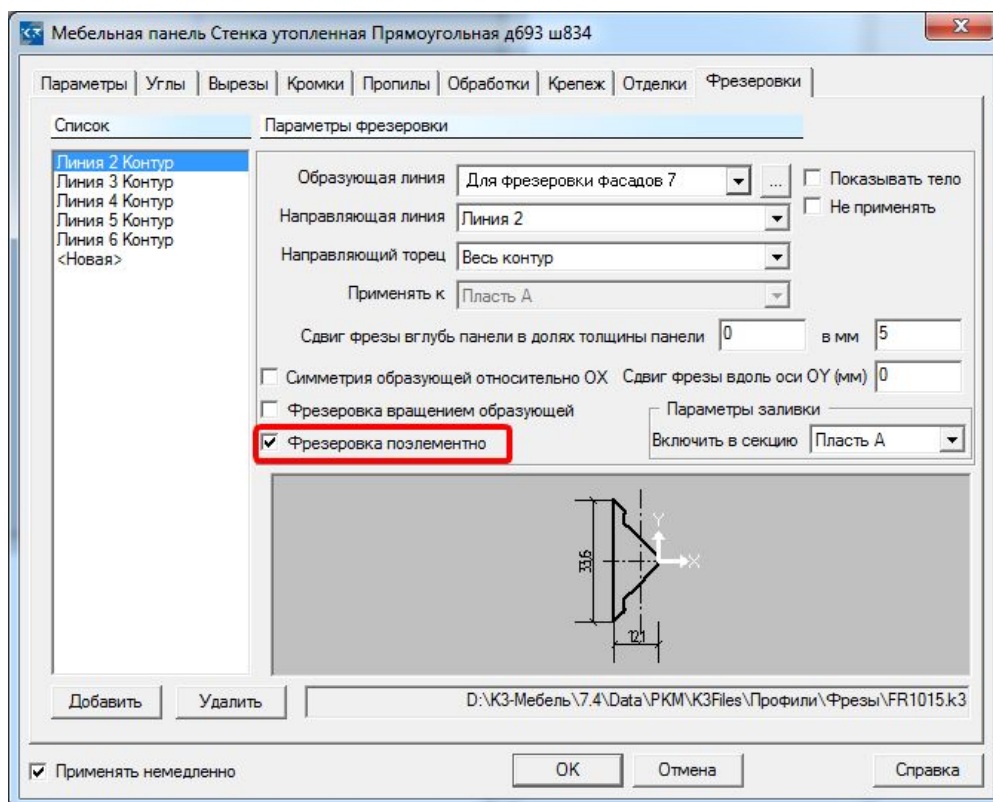 Мебельная панель Стенка утопленная Прямоугольная д693 ш834
Параметры Углы Вырезы Кромки Пропилы Обработки Крепеж Отделки Фрезеровки
Список
Параметры фрезеровки
Линия 2 Контур
Линия 3 Контур
Линия 4 Контур
Линия 5 Контур
Линия 6 Контур
<Новая>
Образующая линия Для фрезеровки фасадов 7 ... Показывать тело
Направляющая линия Линия 2 Не применять
Направляющий торец Весь контур
Применять к Пласть А
Сдвиг фрезы вглубь панели в долях толщины панели 0 в мм 5
Симметрия образующей относительно OX Сдвиг фрезы вдоль оси OY (мм) 0
Фрезеровка вращением образующей Параметры заливки
Фрезеровка поэлементно Включить в секцию Пласть А
33,6
Y
X
12,1
Добавить Удалить D:\K3-Мебель\7.4\Data\PKM\K3Files\Профили\Фрезы\FR1015.k3
Применять немедленно OK Отмена Справка